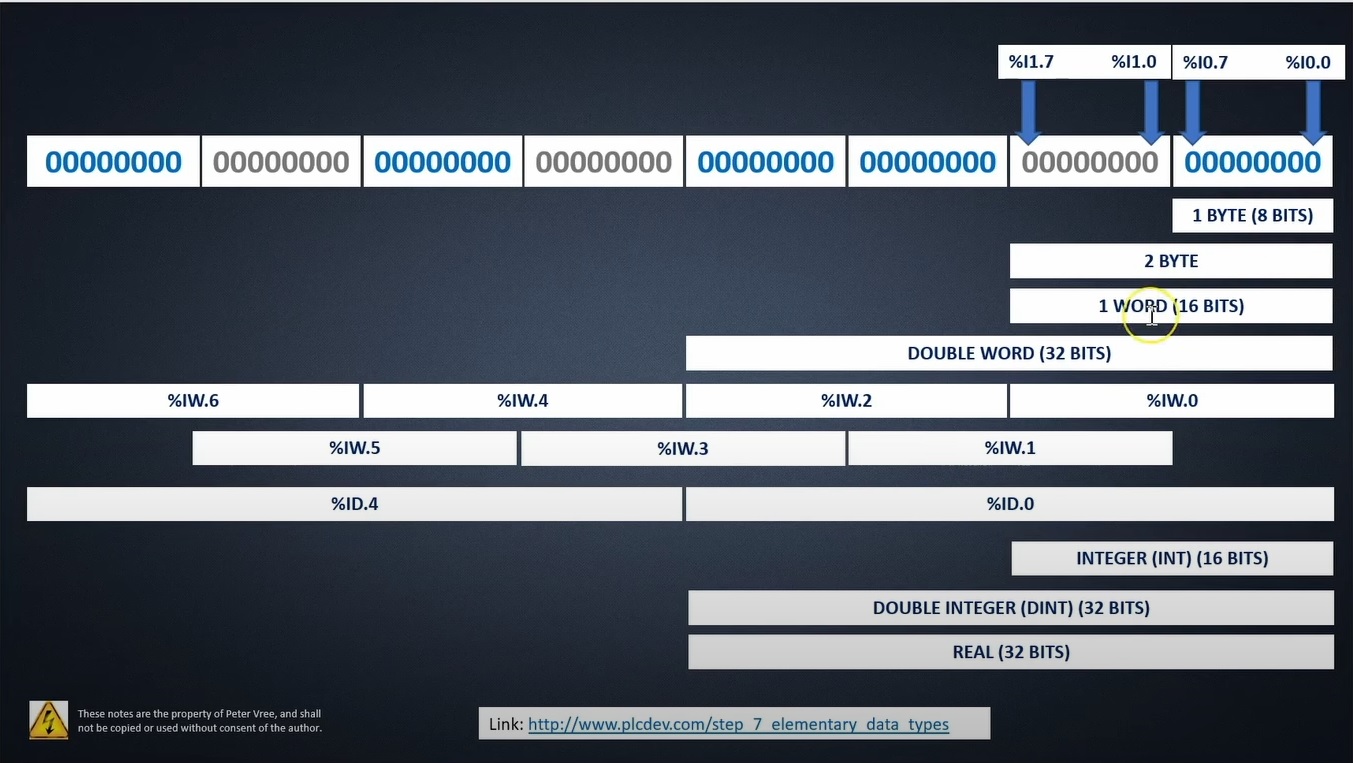 %I1.7 %I1.0 %I0.7 %I0.0
00000000 00000000 00000000 00000000 00000000 00000000 00000000 00000000
1 BYTE (8 BITS)
2 BYTE
1 WORD (16 BITS)
DOUBLE WORD (32 BITS)
%IW.6 %IW.4 %IW.2 %IW.0
%IW.5 %IW.3 %IW.1
%ID.4 %ID.0
INTEGER (INT) (16 BITS)
DOUBLE INTEGER (DINT) (32 BITS)
REAL (32 BITS)
These notes are the property of Peter Vree, and shall
not be copied or used without consent of the author.
Link: http://www.plcdev.com/step_7_elementary_data_types